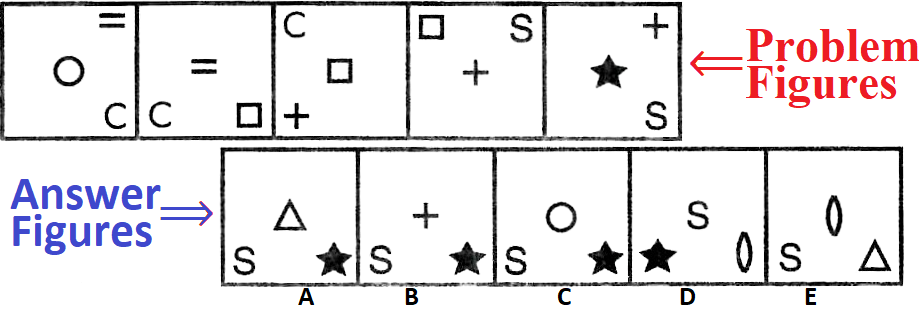 = C S
□ + Problem
○ = □ + ★ Figures
C C □ + S
Answer △ + ○ S ()
Figures S ★ S ★ S ★ ★ () S △
A B C D E